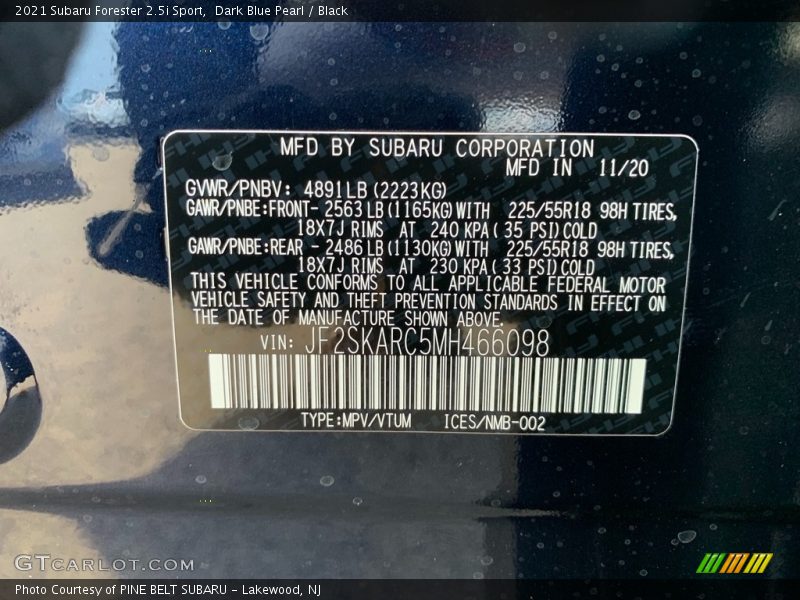 2021 Subaru Forester 2.5i Sport,  Dark Blue Pearl / Black
MFD BY SUBARU CORPORATION
MFD IN 11/20
GVWR/PNBV: 4891LB(2223KG)
GAWR/PNBE:FRONT- 2563LB(1165KG)WITH 225/55R18 98H TIRES,
18X7J RIMS AT 240 KPA( 35 PSI)COLD
GAWR/PNBE:REAR - 2486LB(1130KG)WITH 225/55R18 98H TIRES,
18X7J RIMS AT 230 KPA( 33 PSI)COLD
THIS VEHICLE CONFORMS TO ALL APPLICABLE FEDERAL MOTOR
VEHICLE SAFETY AND THEFT PREVENTION STANDARDS IN EFFECT ON
THE DATE OF MANUFACTURE SHOWN ABOVE.
VIN: JF2SKARC5MH466098
TYPE:MPV/VTUM ICES/NMB-002
GTCARLOT.COM
Photo Courtesy of PINE BELT SUBARU - Lakewood, NJ